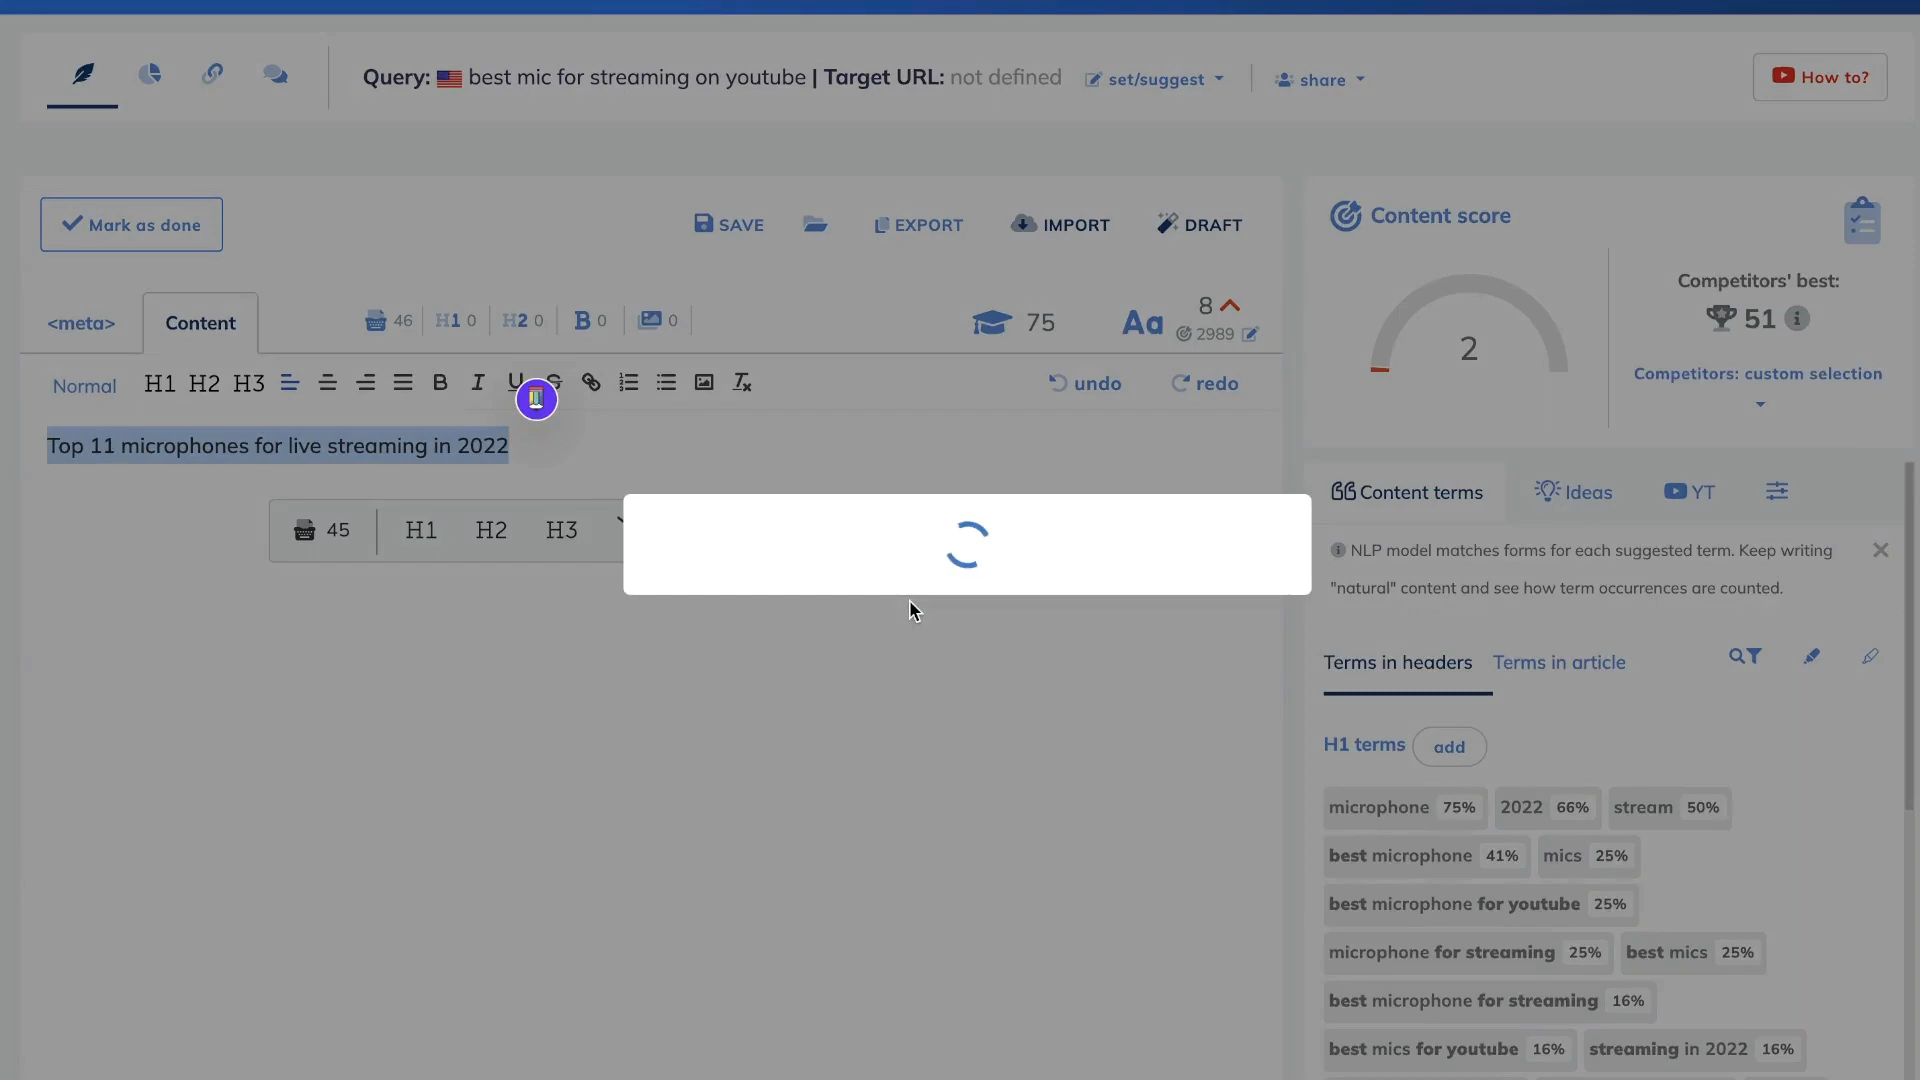 Query: best mic for streaming on youtube | Target URL: not defined set/suggest share How to?
Mark as done SAVE EXPORT IMPORT DRAFT
<meta> Content 46 H1 0 H2 0 B 0 0 75 Aa 8 2989
Normal H1 H2 H3 B I U S undo redo
Top 11 microphones for live streaming in 2022
45 H1 H2 H3
Content score
2
Competitors' best:
51
Competitors: custom selection
Content terms Ideas YT
NLP model matches forms for each suggested term. Keep writing
"natural" content and see how term occurrences are counted.
Terms in headers Terms in article
H1 terms add
microphone 75% 2022 66% stream 50%
best microphone 41% mics 25%
best microphone for youtube 25%
microphone for streaming 25% best mics 25%
best microphone for streaming 16%
best mics for youtube 16% streaming in 2022 16%